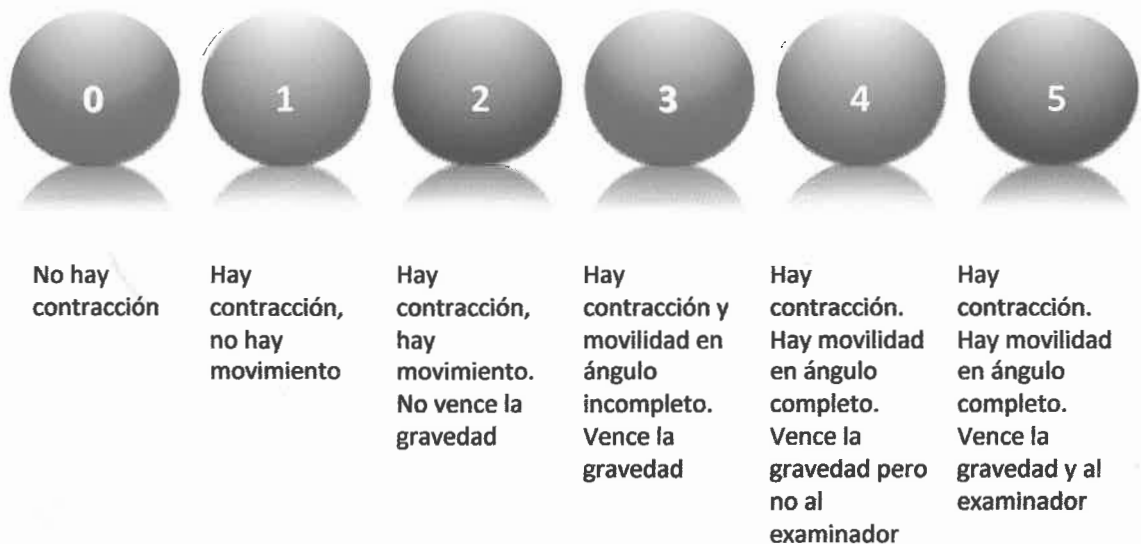 0
1
2
3
4
5
No hay
contracción
Hay
contracción,
no hay
movimiento
Hay
contracción,
hay
movimiento.
No vence la
gravedad
Hay
contracción y
movilidad en
ángulo
incompleto.
Vence la
gravedad
Hay
contracción.
Hay movilidad
en ángulo
completo.
Vence la
gravedad pero
no al
examinador
Hay
contracción.
Hay movilidad
en ángulo
completo.
Vence la
gravedad y al
examinador